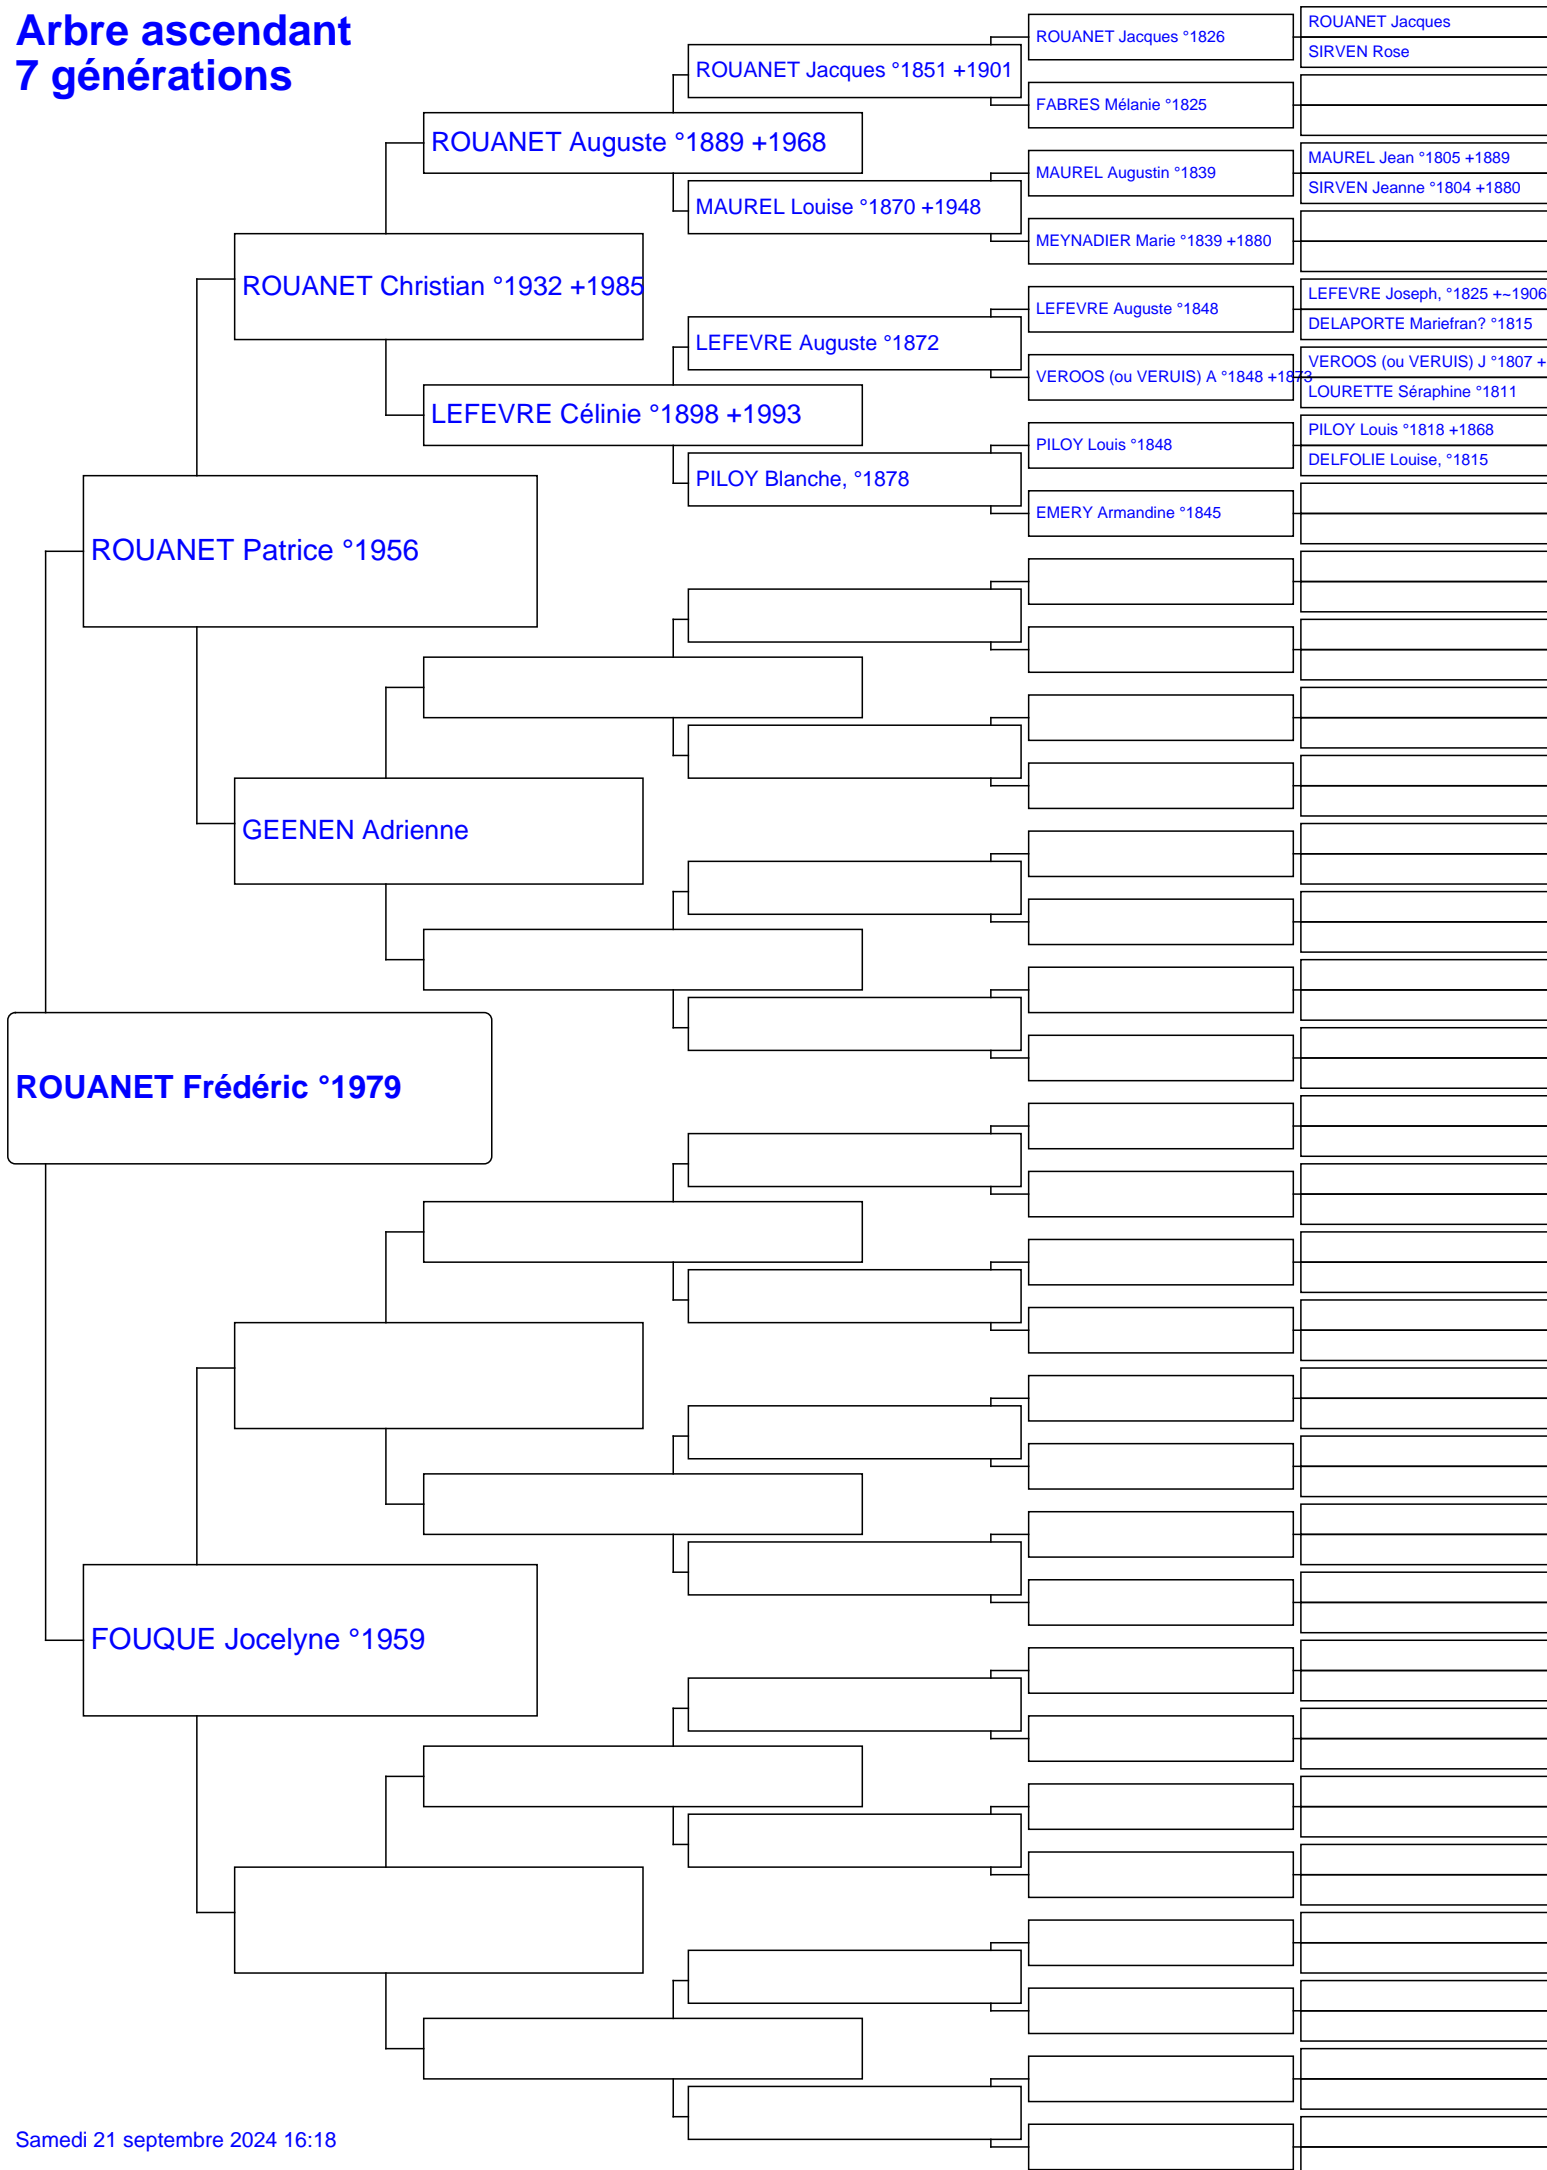 Arbre ascendant
7 générations
ROUANET Jacques
ROUANET Jacques °1826
SIRVEN Rose
ROUANET Jacques °1851 +1901
FABRES Mélanie °1825
ROUANET Auguste °1889 +1968
MAUREL Jean °1805 +1889
MAUREL Augustin °1839
SIRVEN Jeanne °1804 +1880
MAUREL Louise °1870 +1948
MEYNADIER Marie °1839 +1880
ROUANET Christian °1932 +1985
LEFEVRE Joseph, °1825 +~1906
LEFEVRE Auguste °1848
DELAPORTE Mariefran? °1815
LEFEVRE Auguste °1872
VEROOS (ou VERUIS) J °1807 +
VEROOS (ou VERUIS) A °1848 +1873
LOURETTE Séraphine °1811
LEFEVRE Célinie °1898 +1993
PILOY Louis °1818 +1868
PILOY Louis °1848
DELFOLIE Louise, °1815
PILOY Blanche, °1878
EMERY Armandine °1845
ROUANET Patrice °1956
GEENEN Adrienne
ROUANET Frédéric °1979
FOUQUE Jocelyne °1959
Samedi 21 septembre 2024 16:18